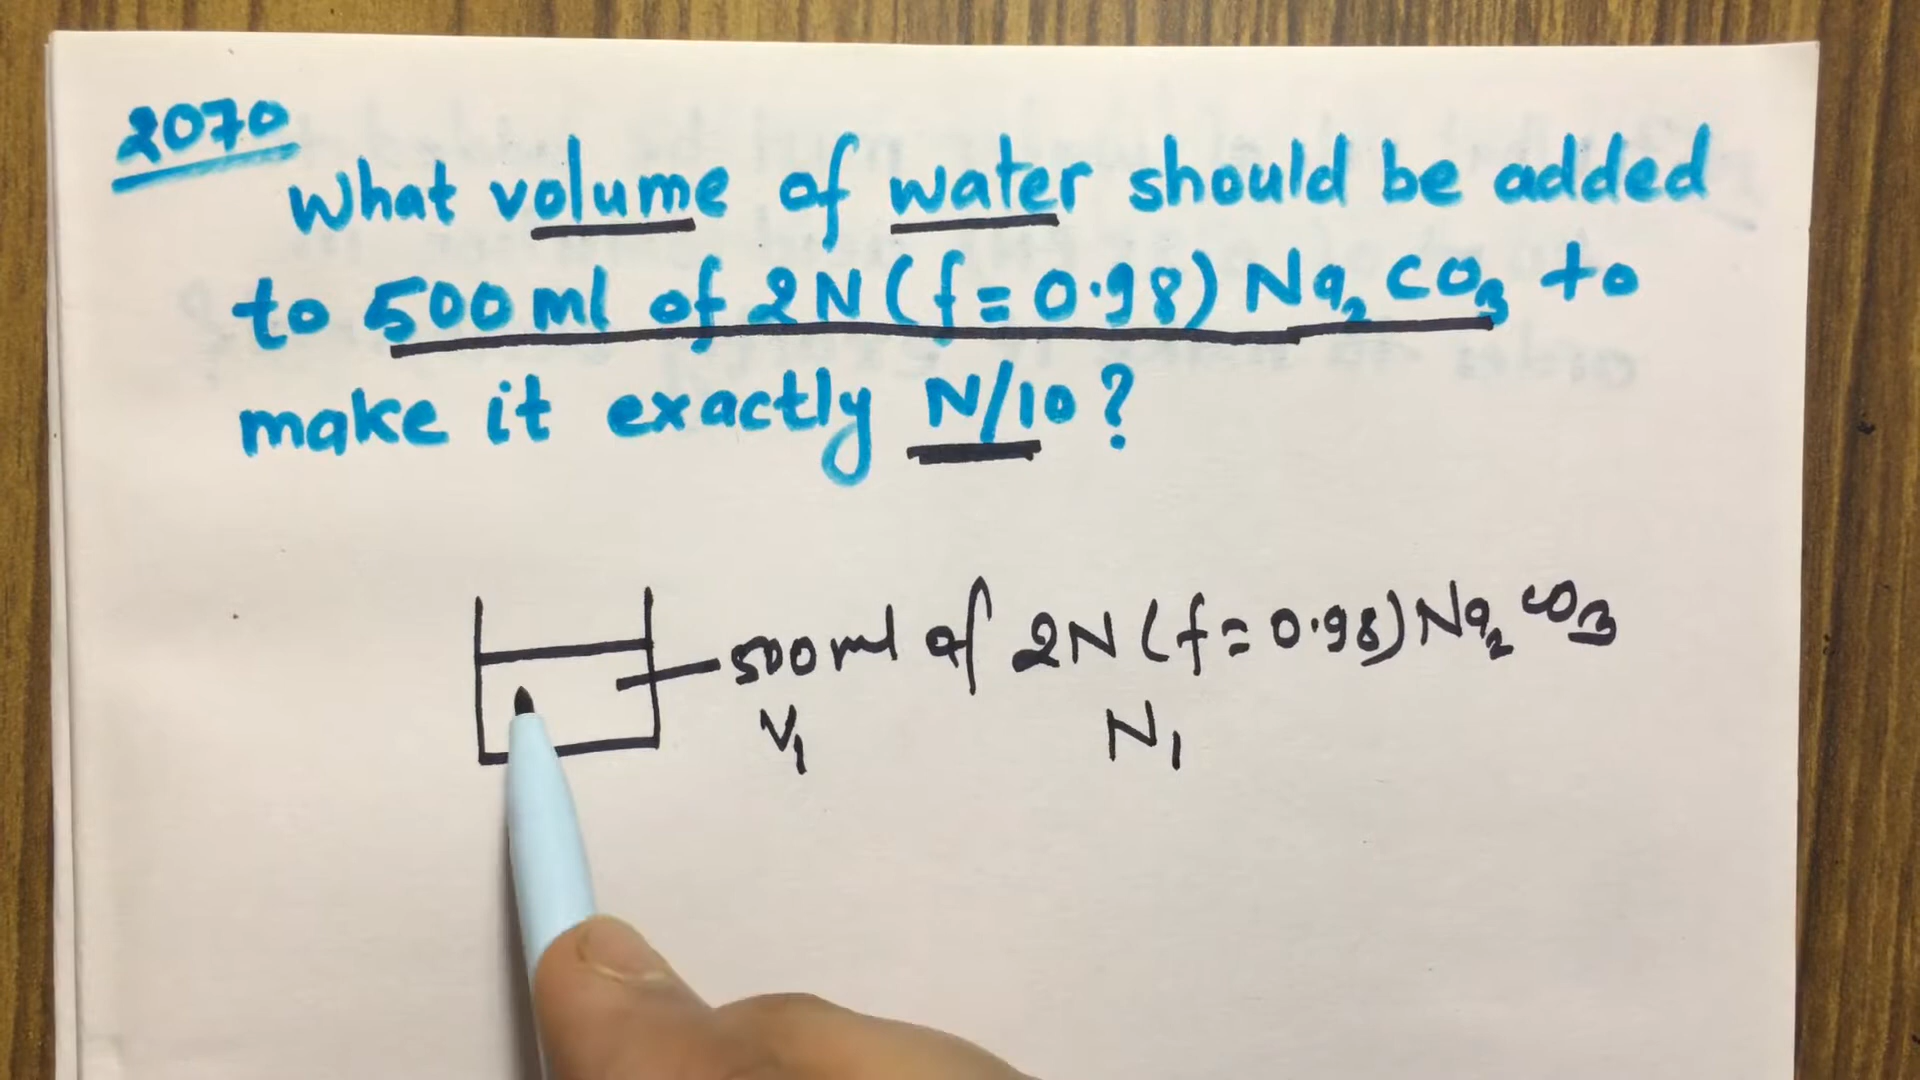 2070
What volume of water should be added
to 500 ml of 2N (f = 0.98) Na₂CO₃ to
make it exactly N/10 ?
500 ml of 2N (f = 0.98) Na₂CO₃
V₁ N₁